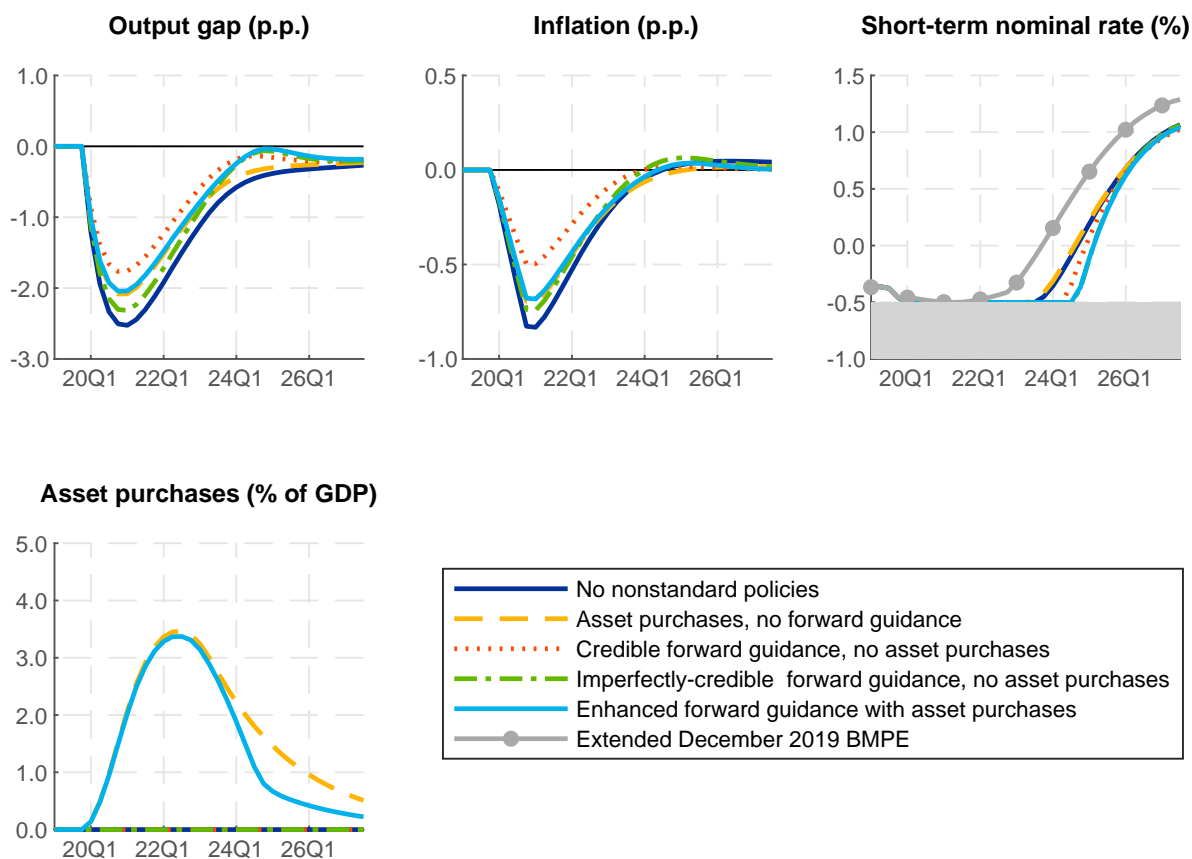 Output gap (p.p.)
Inflation (p.p.)
Short-term nominal rate (%)
1.0
0.0
-1.0
-2.0
-3.0
20Q1 22Q1 24Q1 26Q1
0.5
0.0
-0.5
-1.0
20Q1 22Q1 24Q1 26Q1
1.5
1.0
0.5
0.0
-0.5
-1.0
20Q1 22Q1 24Q1 26Q1
Asset purchases (% of GDP)
5.0
4.0
3.0
2.0
1.0
0.0
20Q1 22Q1 24Q1 26Q1
No nonstandard policies
Asset purchases, no forward guidance
Credible forward guidance, no asset purchases
Imperfectly-credible  forward guidance, no asset purchases
Enhanced forward guidance with asset purchases
Extended December 2019 BMPE